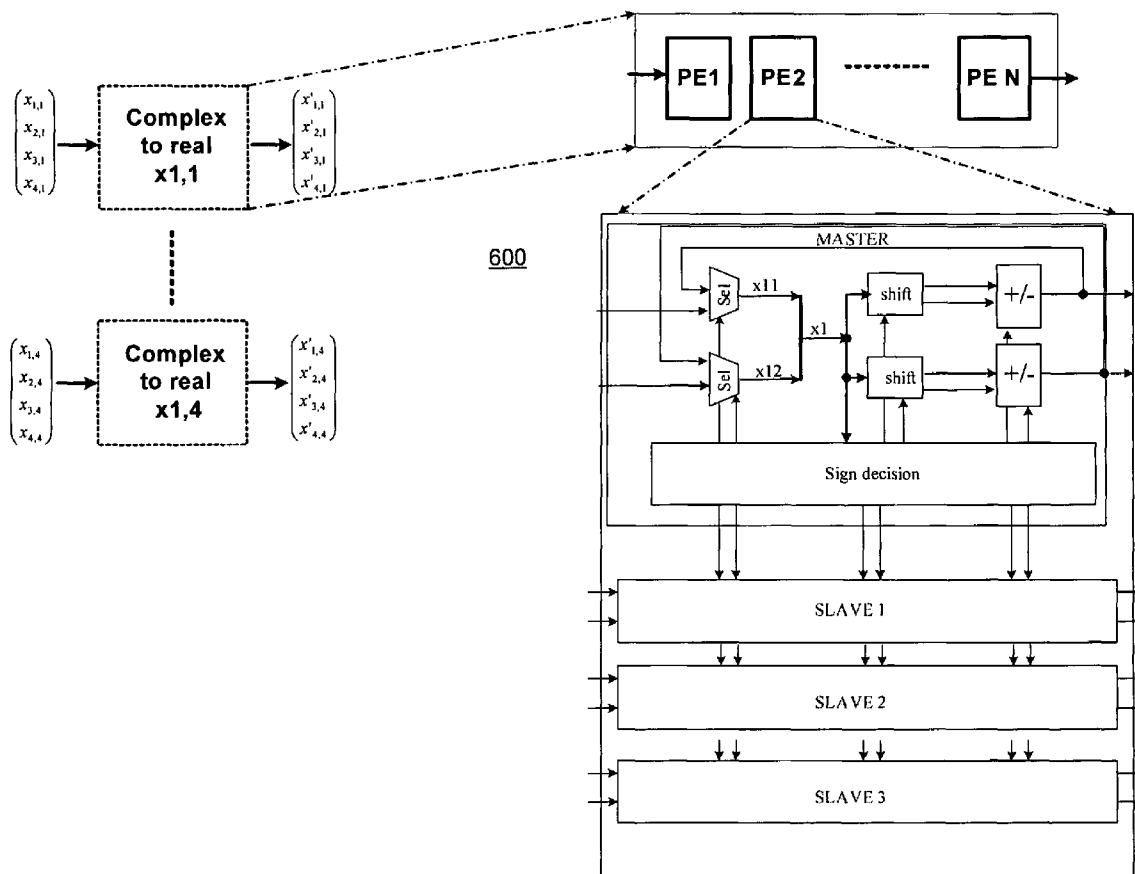 PE1
PE2
PE N
x1,1
x2,1
x3,1
x4,1
Complex
to real
x1,1
x'1,1
x'2,1
x'3,1
x'4,1
600
MASTER
Sel
x11
shift
+/-
x1
Sel
x12
shift
+/-
Sign decision
x1,4
x2,4
x3,4
x4,4
Complex
to real
x1,4
x'1,4
x'2,4
x'3,4
x'4,4
SLAVE 1
SLAVE 2
SLAVE 3